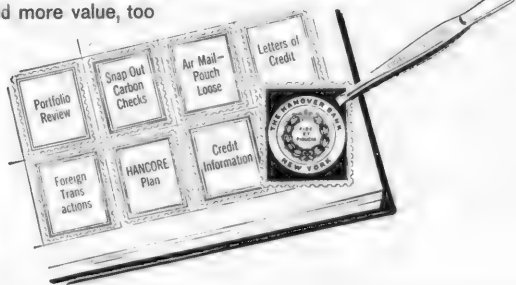 d more value, too
Portfolio
Review
Snap Out
Carbon
Checks
Air Mail–
Pouch
Loose
Letters of
Credit
Foreign
Trans
actions
HANCORE
Plan
Credit
Information
THE HANOVER BANK
NEW YORK